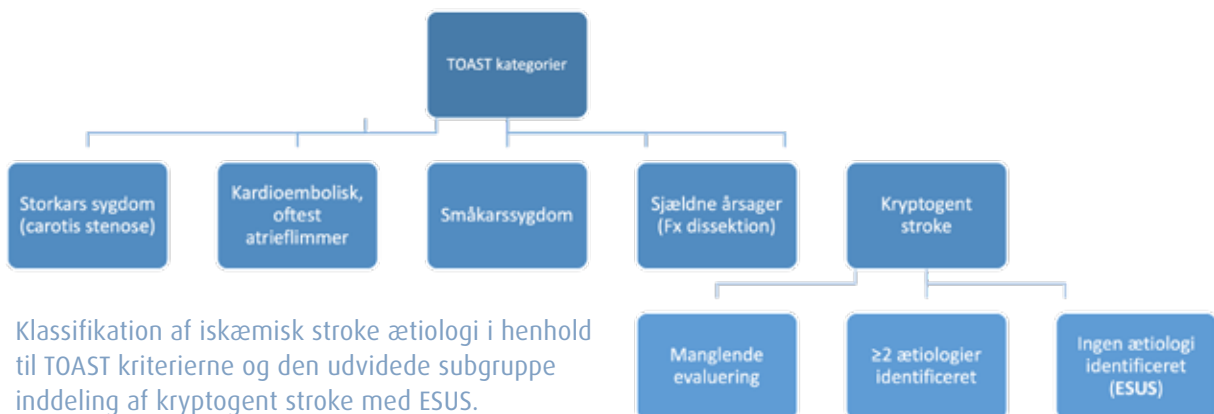 TOAST kategorier
Storkars sygdom
(carotis stenose)
Kardioembolisk,
oftest
atrieflimmer
Småkarssygdom
Sjældne årsager
(Fx dissektion)
Kryptogent
stroke
Klassifikation af iskæmisk stroke ætiologi i henhold
til TOAST kriterierne og den udvidede subgruppe
inddeling af kryptogent stroke med ESUS.
Manglende
evaluering
≥2 ætiologier
identificeret
Ingen ætiologi
identificeret
(ESUS)